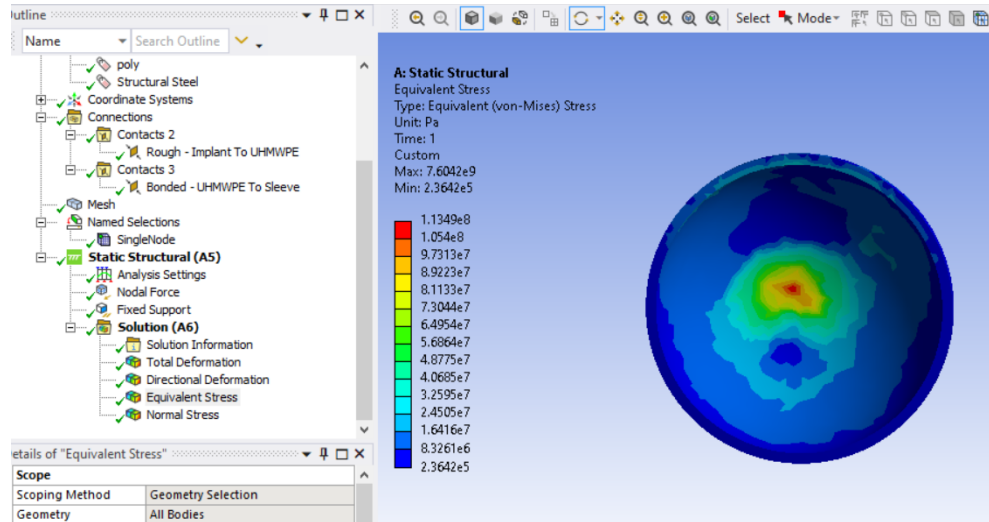 Outline
Name
Search Outline
poly
Structural Steel
Coordinate Systems
Connections
Contacts 2
Rough - Implant To UHMWPE
Contacts 3
Bonded - UHMWPE To Sleeve
Mesh
Named Selections
SingleNode
Static Structural (A5)
Analysis Settings
Nodal Force
Fixed Support
Solution (A6)
Solution Information
Total Deformation
Directional Deformation
Equivalent Stress
Normal Stress
etails of "Equivalent Stress"
Scope
Scoping Method Geometry Selection
Geometry All Bodies
Select Mode
A: Static Structural
Equivalent Stress
Type: Equivalent (von-Mises) Stress
Unit: Pa
Time: 1
Custom
Max: 7.6042e9
Min: 2.3642e5
1.1349e8
1.054e8
9.7313e7
8.9223e7
8.1133e7
7.3044e7
6.4954e7
5.6864e7
4.8775e7
4.0685e7
3.2595e7
2.4505e7
1.6416e7
8.3261e6
2.3642e5